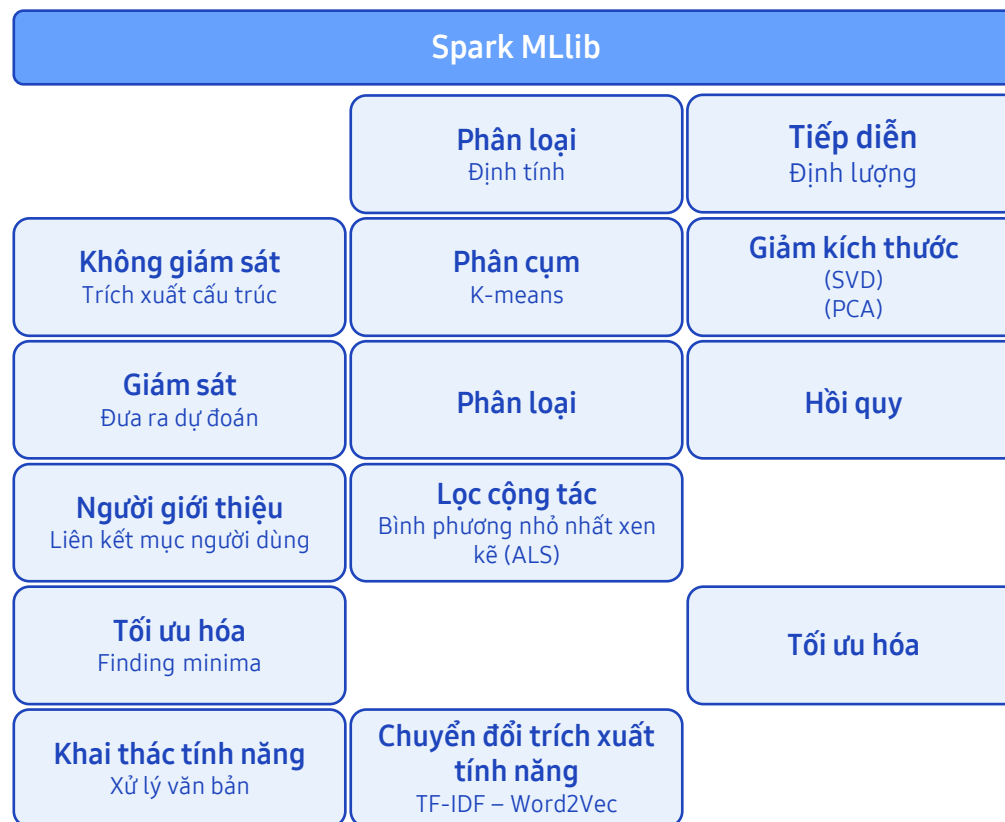 Spark MLlib
Phân loại
Định tính
Tiếp diễn
Định lượng
Không giám sát
Trích xuất cấu trúc
Phân cụm
K-means
Giảm kích thước
(SVD)
(PCA)
Giám sát
Đưa ra dự đoán
Phân loại
Hồi quy
Người giới thiệu
Liên kết mục người dùng
Lọc cộng tác
Bình phương nhỏ nhất xen
kẽ (ALS)
Tối ưu hóa
Finding minima
Tối ưu hóa
Khai thác tính năng
Xử lý văn bản
Chuyển đổi trích xuất
tính năng
TF-IDF – Word2Vec